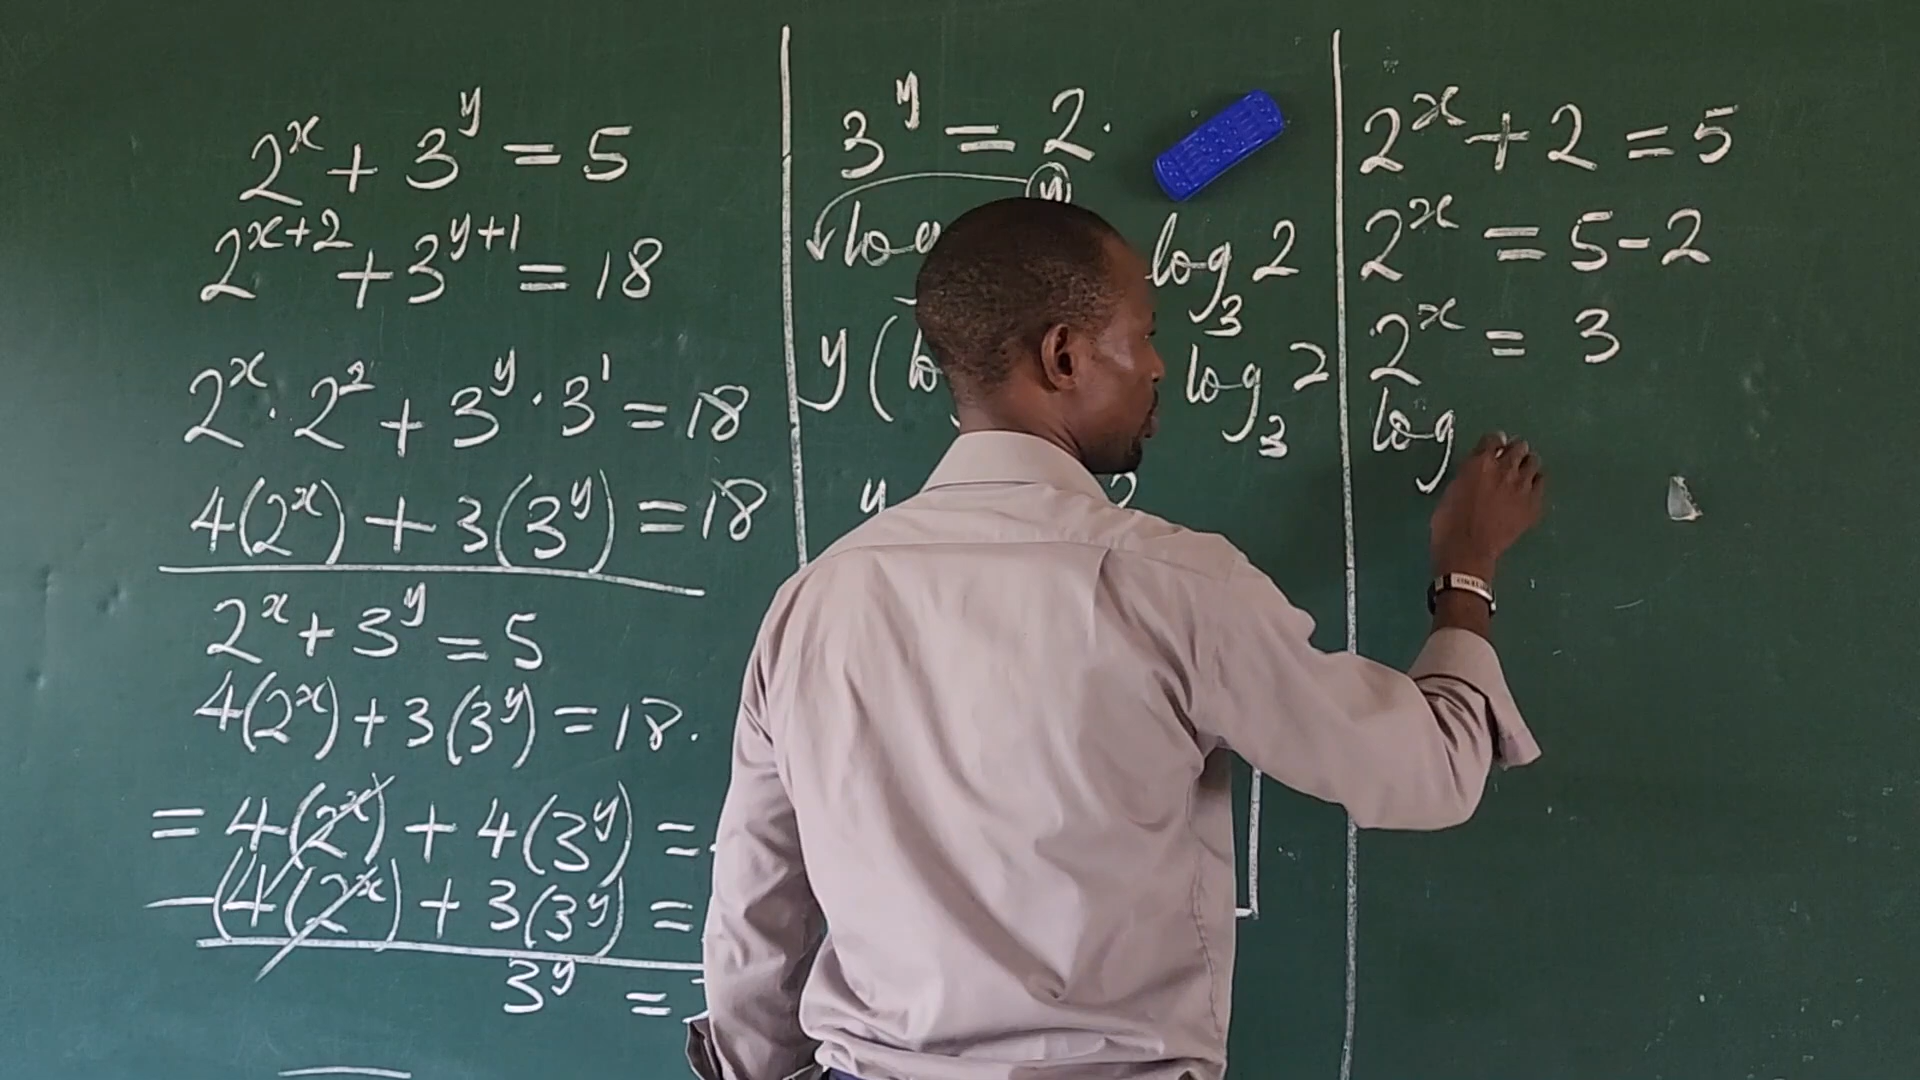 2^x + 3^y = 5
2^{x+2} + 3^{y+1} = 18
2^x · 2^2 + 3^y · 3^1 = 18
4(2^x) + 3(3^y) = 18
2^x + 3^y = 5
4(2^x) + 3(3^y) = 18.
= 4(2^x) + 4(3^y) =
-(4(2^x) + 3(3^y) =
3^y =
3^y = 2.
log log_3 2
y( log_3 2
y 2
2^x + 2 = 5
2^x = 5 - 2
2^x = 3
log